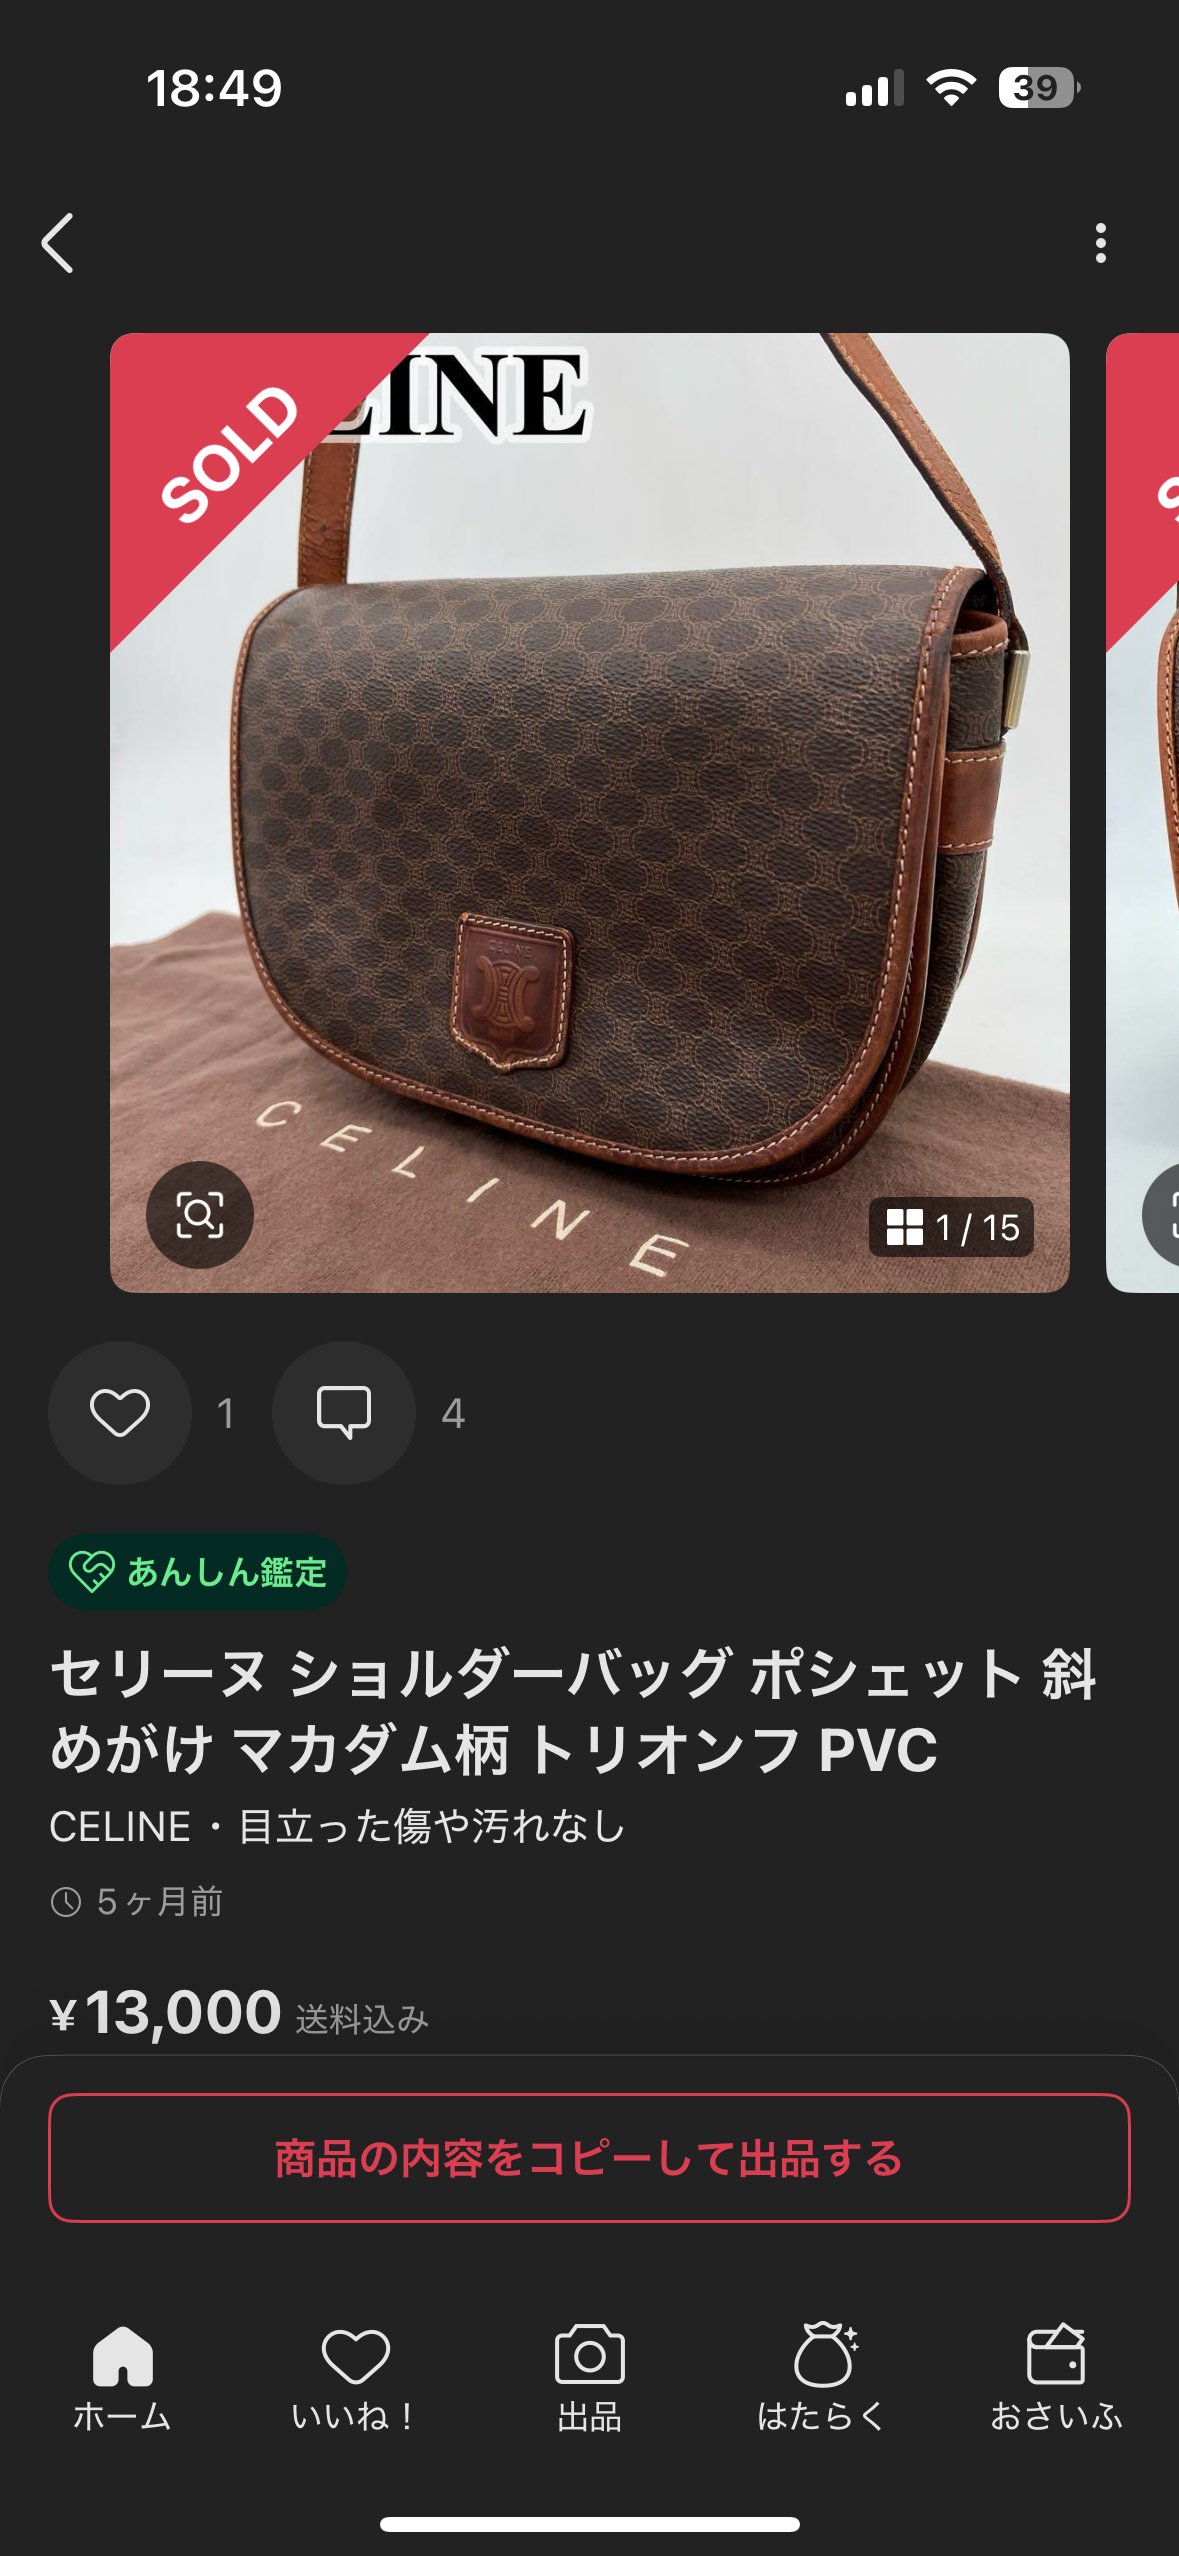 18:49
39
SOLD
LINE
CELINE
CELINE
1 / 15
1
4
あんしん鑑定
セリーヌ ショルダーバッグ ポシェット 斜
めがけ マカダム柄 トリオンフ PVC
CELINE・目立った傷や汚れなし
5ヶ月前
¥13,000 送料込み
商品の内容をコピーして出品する
ホーム
いいね！
出品
はたらく
おさいふ